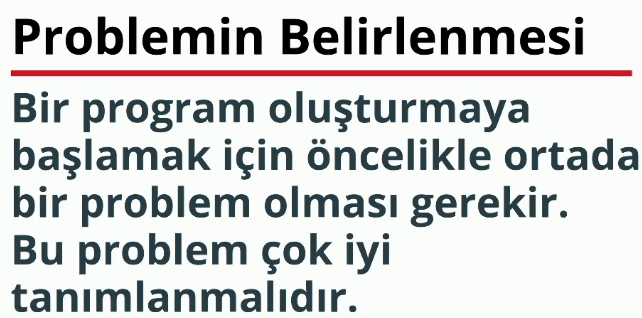 Problemin Belirlenmesi
Bir program oluşturmaya
başlamak için öncelikle ortada
bir problem olması gerekir.
Bu problem çok iyi
tanımlanmalıdır.